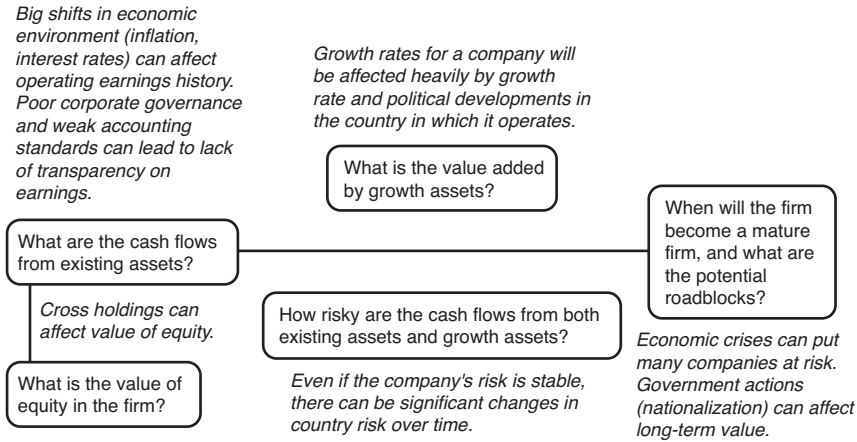 Big shifts in economic
environment (inflation,
interest rates) can affect
operating earnings history.
Poor corporate governance
and weak accounting
standards can lead to lack
of transparency on
earnings.
Growth rates for a company will
be affected heavily by growth
rate and political developments in
the country in which it operates.
What is the value added
by growth assets?
When will the firm
become a mature
firm, and what are
the potential
roadblocks?
What are the cash flows
from existing assets?
Cross holdings can
affect value of equity.
How risky are the cash flows from both
existing assets and growth assets?
Economic crises can put
many companies at risk.
Government actions
(nationalization) can affect
long-term value.
What is the value of
equity in the firm?
Even if the company's risk is stable,
there can be significant changes in
country risk over time.